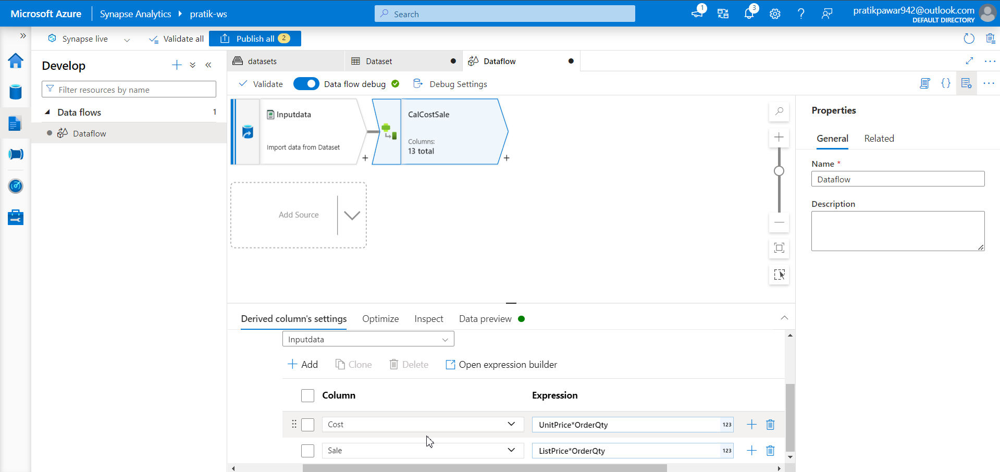 Microsoft Azure
Synapse Analytics
pratik-ws
Search
1
3
pratikpawar942@outlook.com
DEFAULT DIRECTORY
Synapse live
Validate all
Publish all 2
Develop
Filter resources by name
Data flows 1
Dataflow
datasets
Dataset
Dataflow
Validate
Data flow debug
Debug Settings
Inputdata
Import data from Dataset
+
CalCostSale
Columns:
13 total
+
Add Source
Properties
General
Related
Name *
Dataflow
Description
Derived column's settings
Optimize
Inspect
Data preview
Inputdata
Add
Clone
Delete
Open expression builder
Column
Expression
Cost
UnitPrice*OrderQty
123
Sale
ListPrice*OrderQty
123